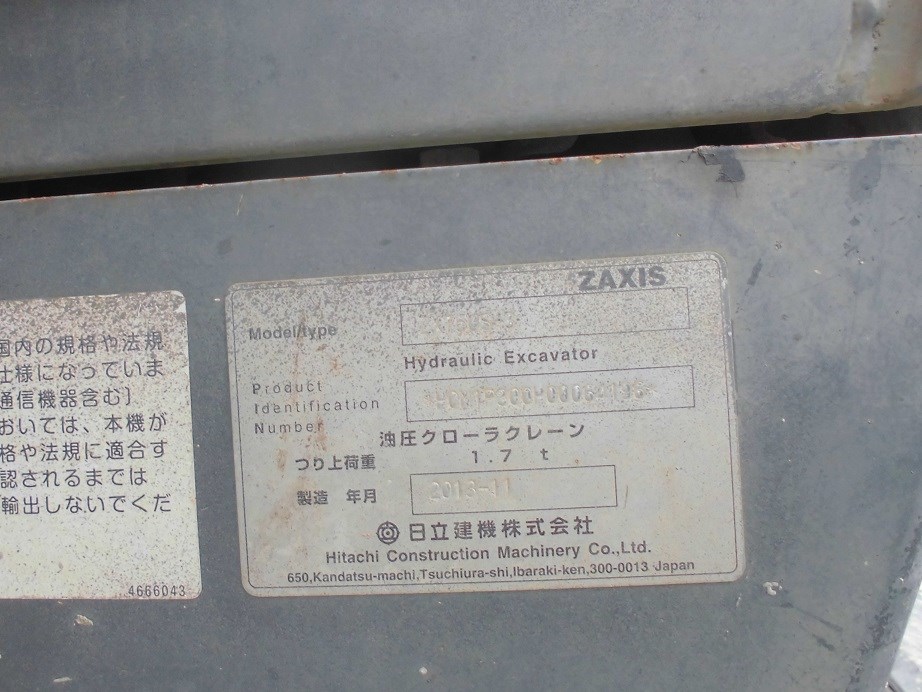 国内の規格や法規
仕様になっていま
通信機器含む]
おいては、本機が
格や法規に適合す
認されるまでは
輸出しないでくだ
4666043
ZAXIS
Model/type
Hydraulic Excavator
Product
Identification
Number
油圧クローラクレーン
つり上荷重 1.7 t
製造 年月 2013-11
日立建機株式会社
Hitachi Construction Machinery Co.,Ltd.
650,Kandatsu-machi,Tsuchiura-shi,Ibaraki-ken,300-0013 Japan